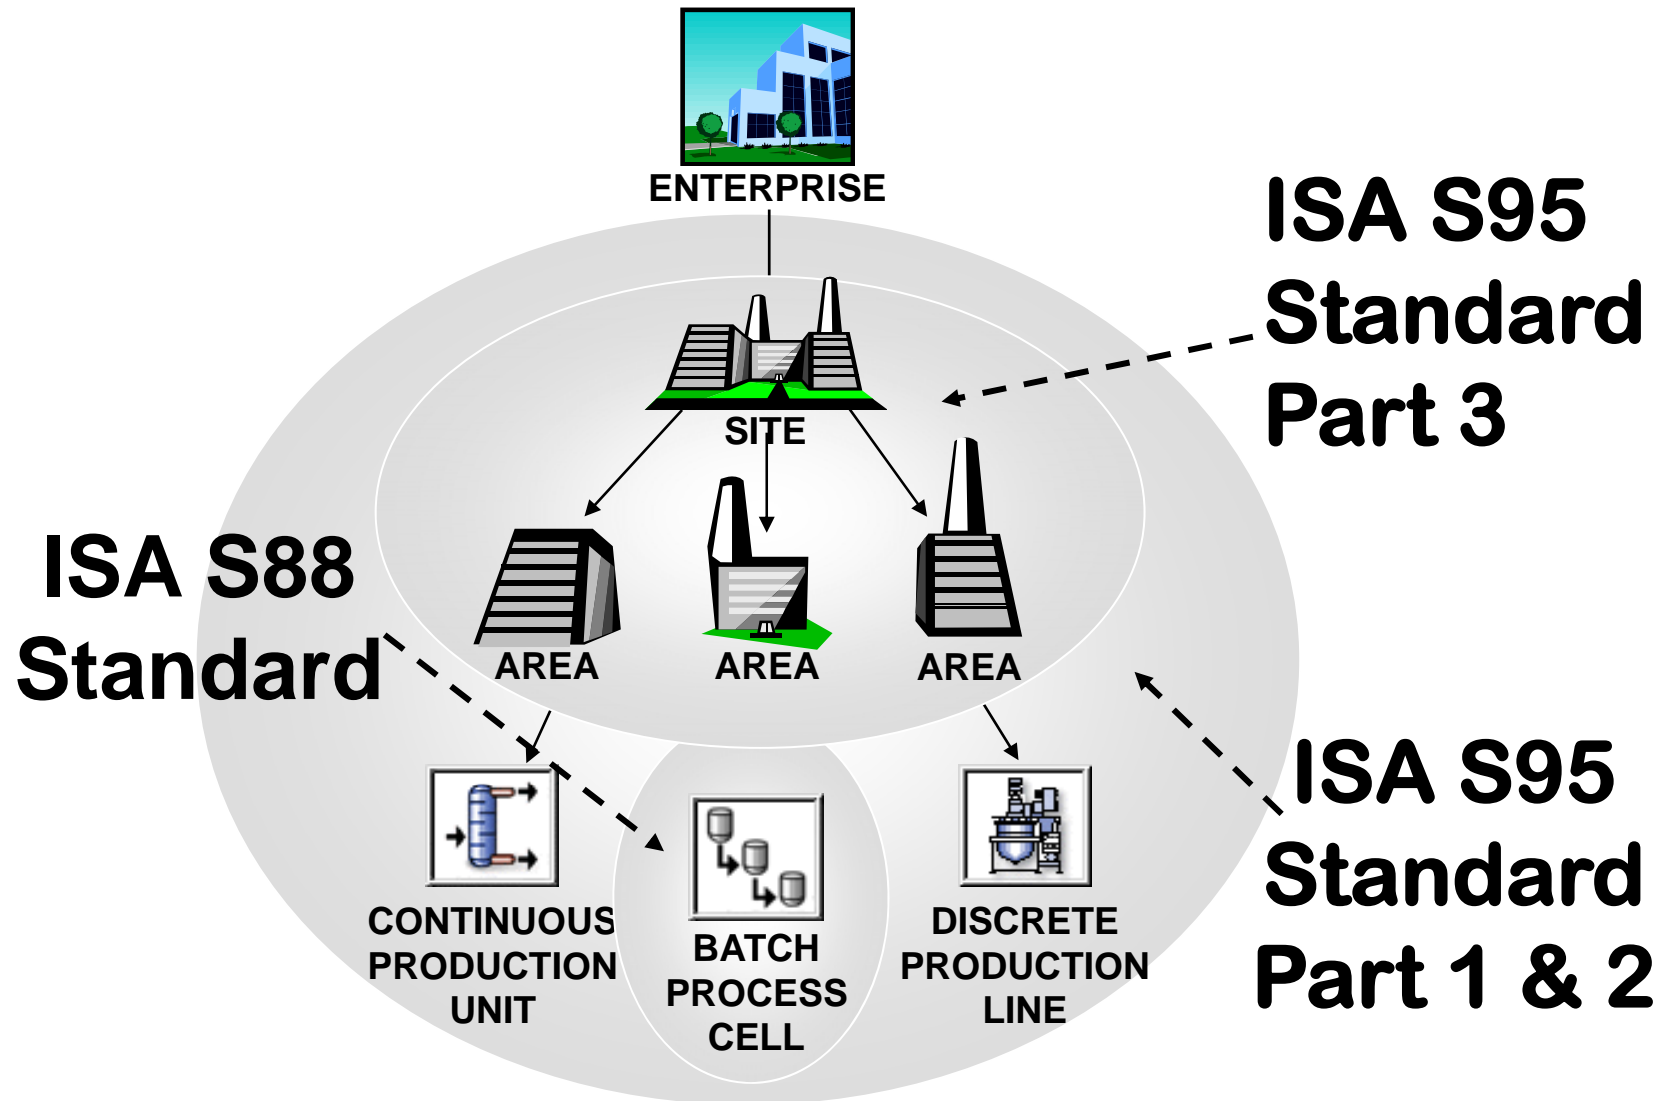 ENTERPRISE
ISA S95
Standard
Part 3
SITE
ISA S88
Standard
AREA
AREA
AREA
ISA S95
Standard
Part 1 & 2
CONTINUOUS
PRODUCTION
UNIT
BATCH
PROCESS
CELL
DISCRETE
PRODUCTION
LINE